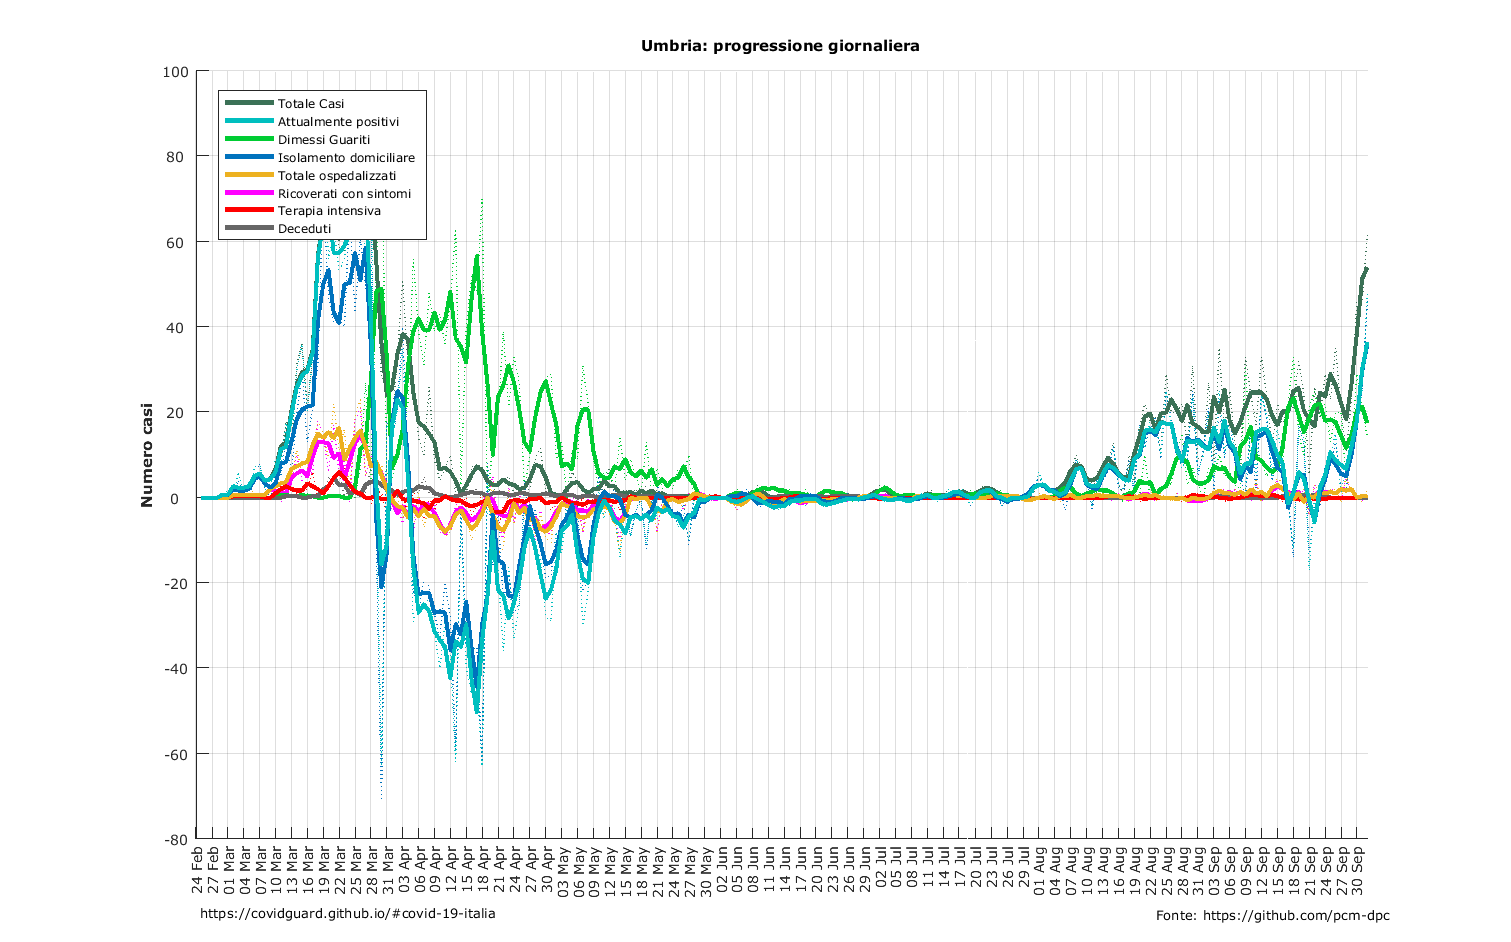 Umbria: progressione giornaliera
100
80
60
40
20
0
-20
-40
-60
-80
Numero casi
Totale Casi
Attualmente positivi
Dimessi Guariti
Isolamento domiciliare
Totale ospedalizzati
Ricoverati con sintomi
Terapia intensiva
Deceduti
24 Feb
27 Feb
01 Mar
04 Mar
07 Mar
10 Mar
13 Mar
16 Mar
19 Mar
22 Mar
25 Mar
28 Mar
31 Mar
03 Apr
06 Apr
09 Apr
12 Apr
15 Apr
18 Apr
21 Apr
24 Apr
27 Apr
30 Apr
03 May
06 May
09 May
12 May
15 May
18 May
21 May
24 May
27 May
30 May
02 Jun
05 Jun
08 Jun
11 Jun
14 Jun
17 Jun
20 Jun
23 Jun
26 Jun
29 Jun
02 Jul
05 Jul
08 Jul
11 Jul
14 Jul
17 Jul
20 Jul
23 Jul
26 Jul
29 Jul
01 Aug
04 Aug
07 Aug
10 Aug
13 Aug
16 Aug
19 Aug
22 Aug
25 Aug
28 Aug
31 Aug
03 Sep
06 Sep
09 Sep
12 Sep
15 Sep
18 Sep
21 Sep
24 Sep
27 Sep
30 Sep
https://covidguard.github.io/#covid-19-italia
Fonte: https://github.com/pcm-dpc